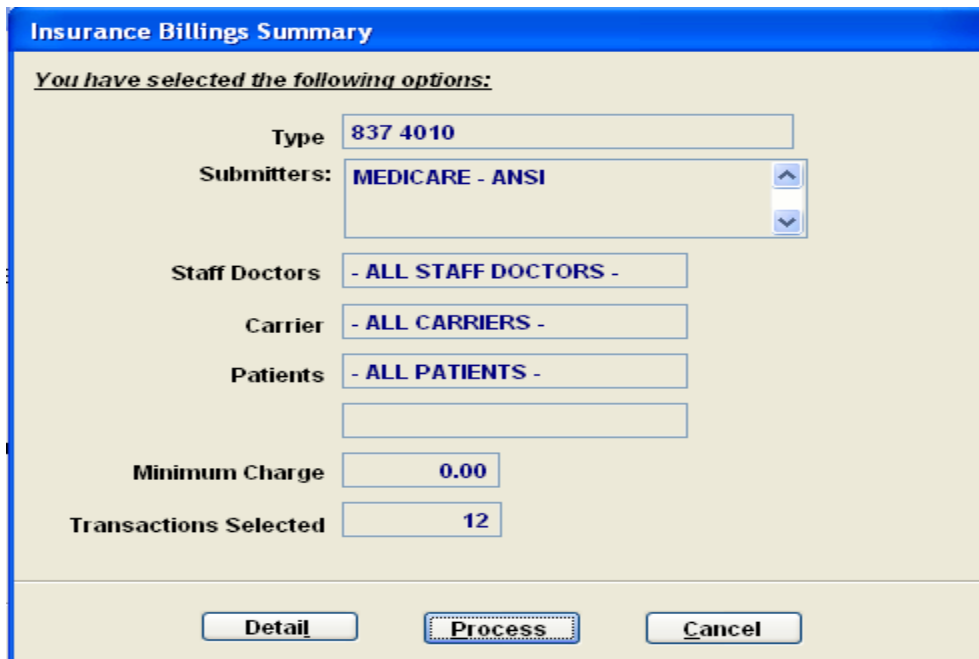 Insurance Billings Summary
You have selected the following options:
Type 837 4010
Submitters: MEDICARE - ANSI
Staff Doctors - ALL STAFF DOCTORS -
Carrier - ALL CARRIERS -
Patients - ALL PATIENTS -
Minimum Charge 0.00
Transactions Selected 12
Detail Process Cancel